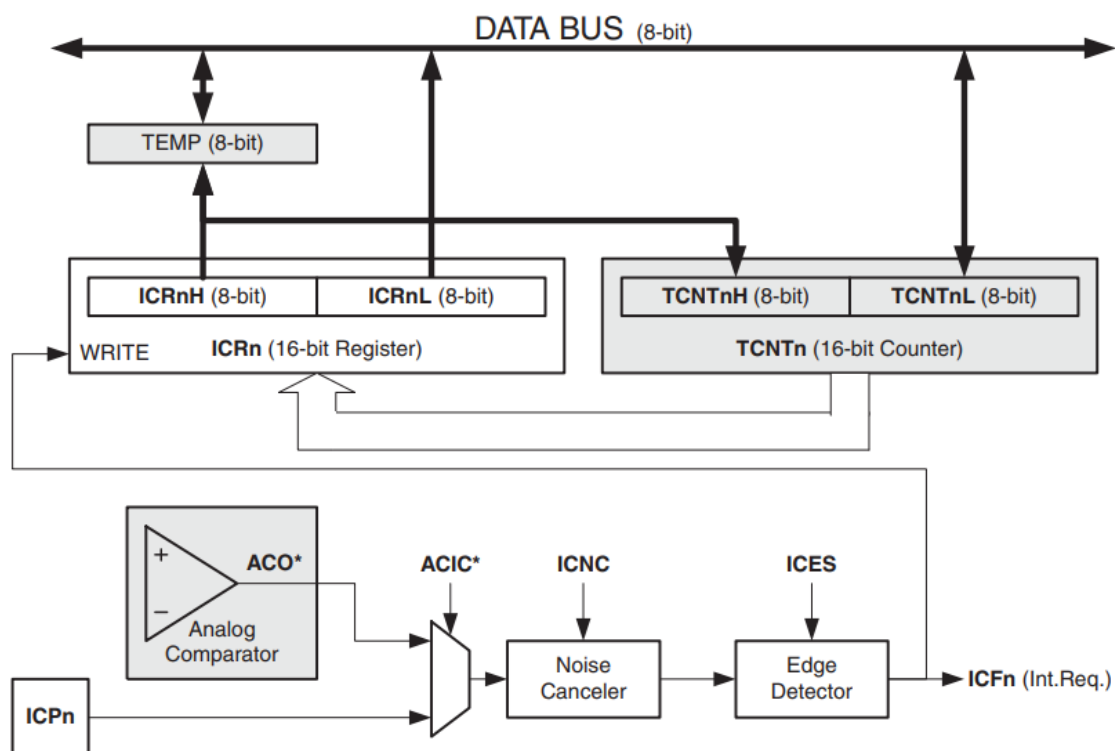 DATA BUS (8-bit)
TEMP (8-bit)
ICRnH (8-bit) ICRnL (8-bit)
WRITE ICRn (16-bit Register)
TCNTnH (8-bit) TCNTnL (8-bit)
TCNTn (16-bit Counter)
+
−
ACO*
Analog
Comparator
ACIC*
ICNC
ICES
Noise
Canceler
Edge
Detector
ICFn (Int.Req.)
ICPn